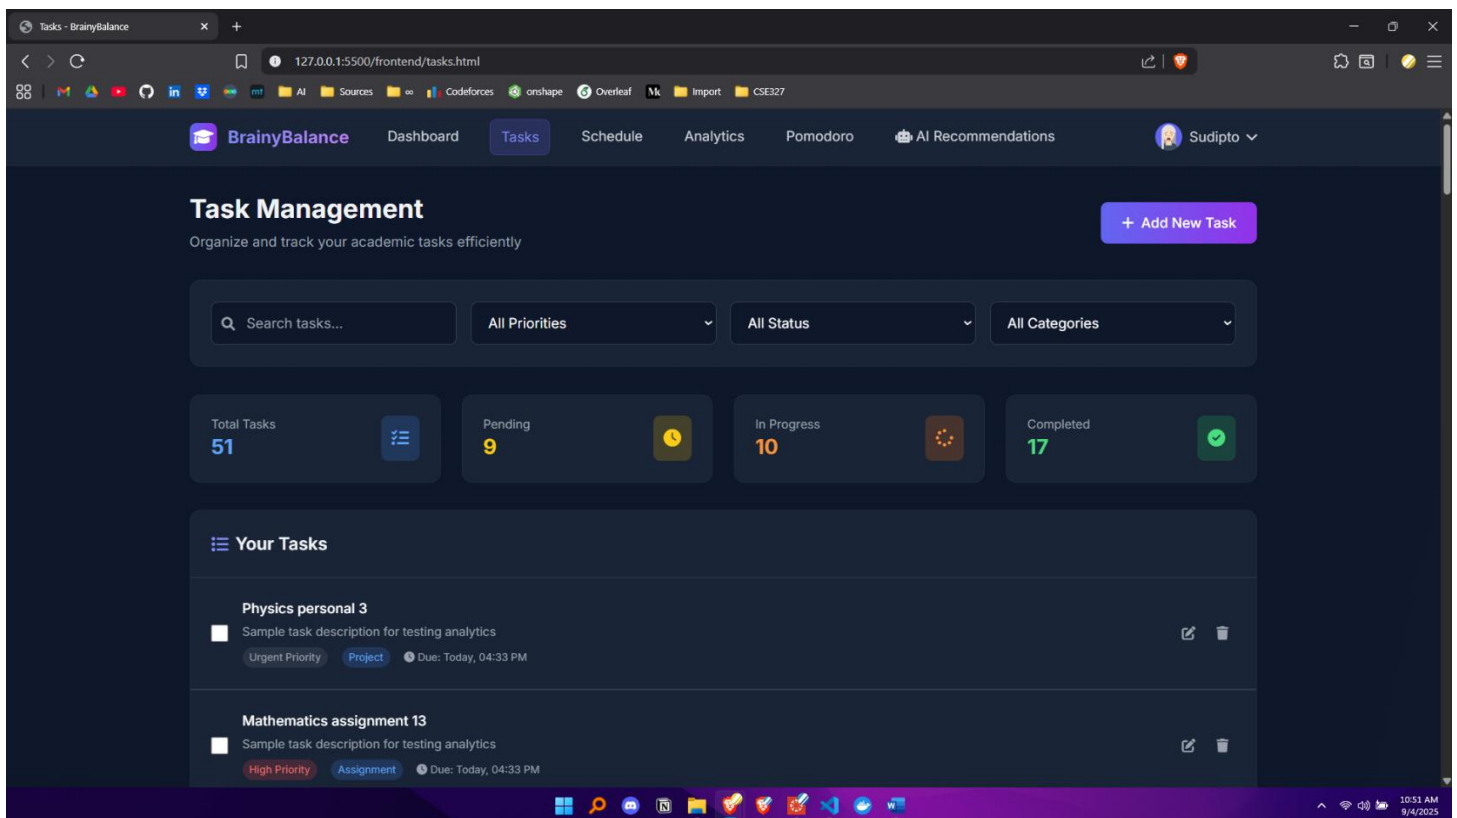 Tasks - BrainyBalance
127.0.0.1:5500/frontend/tasks.html
AI Sources ∞ Codeforces onshape Overleaf Import CSE327
BrainyBalance Dashboard Tasks Schedule Analytics Pomodoro AI Recommendations Sudipto
Task Management
+ Add New Task
Organize and track your academic tasks efficiently
Search tasks... All Priorities All Status All Categories
Total Tasks Pending In Progress Completed
51 9 10 17
Your Tasks
Physics personal 3
Sample task description for testing analytics
Urgent Priority Project Due: Today, 04:33 PM
Mathematics assignment 13
Sample task description for testing analytics
High Priority Assignment Due: Today, 04:33 PM
10:51 AM
9/4/2025